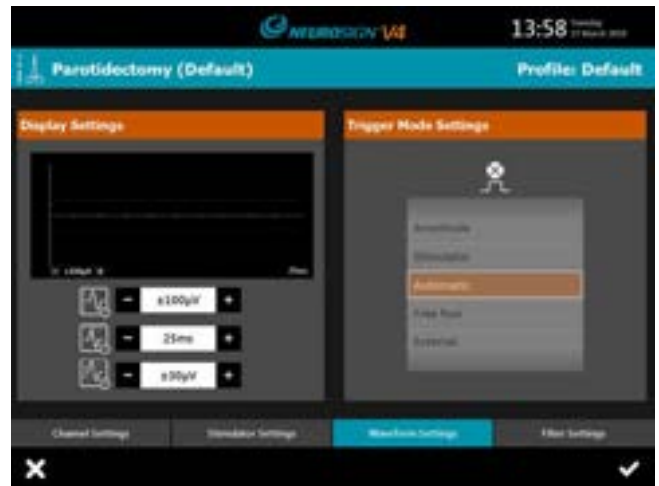 NEUROSIGN V4
13:58
Parotidectomy (Default)
Profile: Default
Display Settings
Trigger Mode Settings
Amplitude
Stimulator
Automatic
Free Run
External
±100µV
25ms
±30µV
Channel Settings
Stimulator Settings
Waveform Settings
Filter Settings